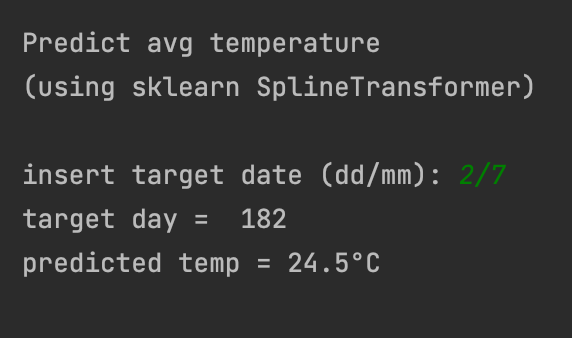 Predict avg temperature
(using sklearn SplineTransformer)
insert target date (dd/mm): 2/7
target day =  182
predicted temp = 24.5°C